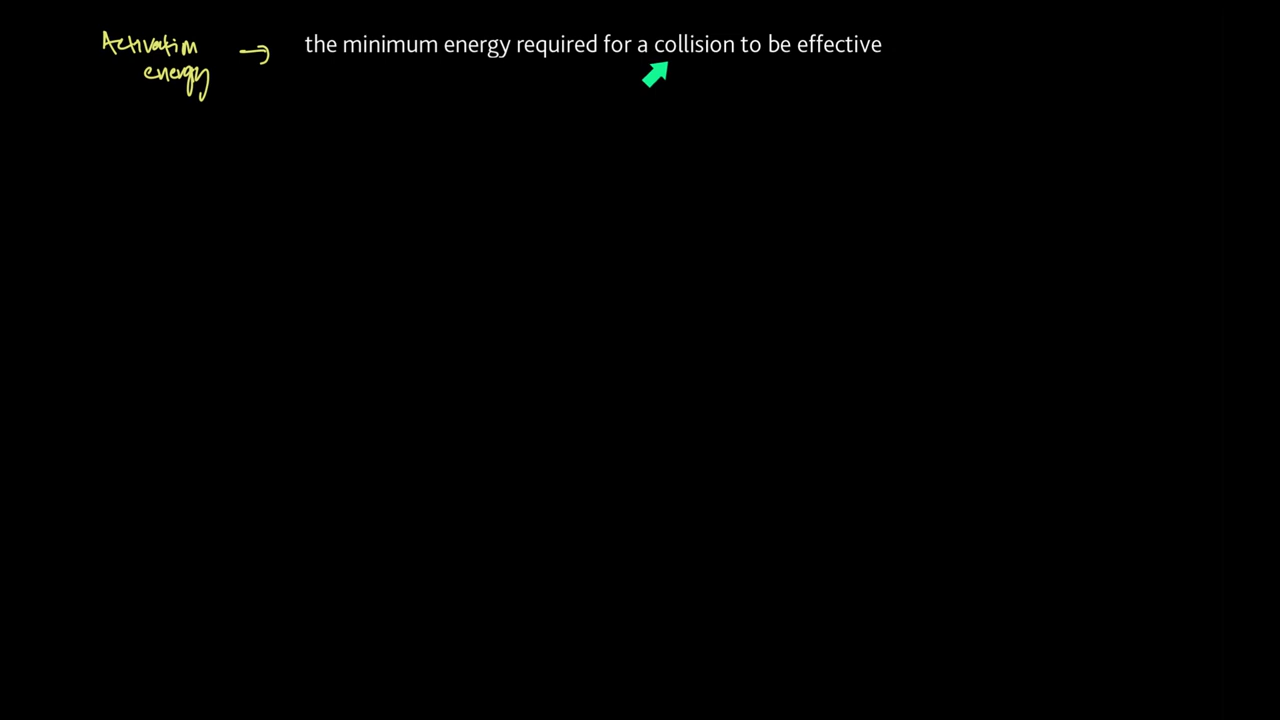 Activation → the minimum energy required for a collision to be effective
energy